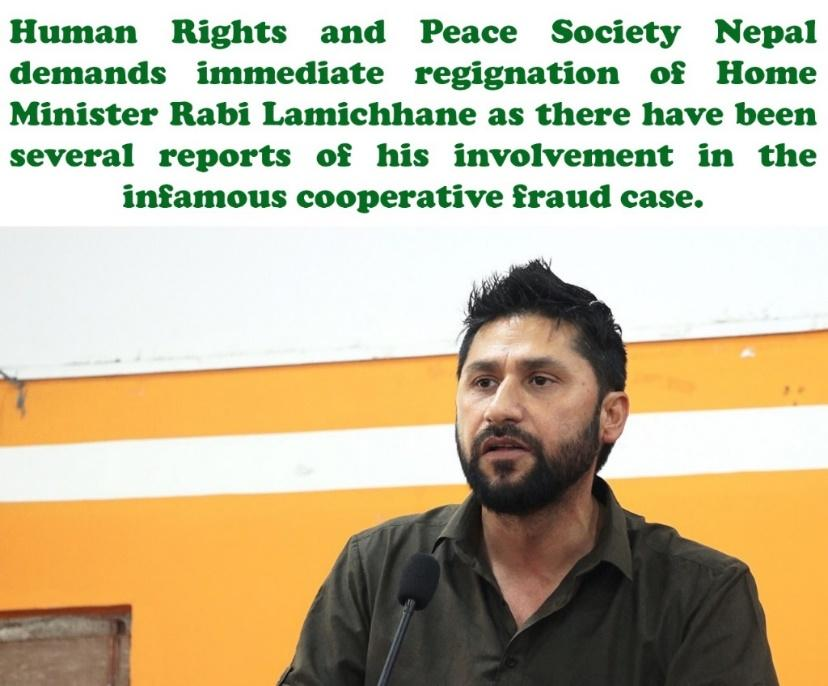 Human Rights and Peace Society Nepal
demands immediate regignation of Home
Minister Rabi Lamichhane as there have been
several reports of his involvement in the
infamous cooperative fraud case.